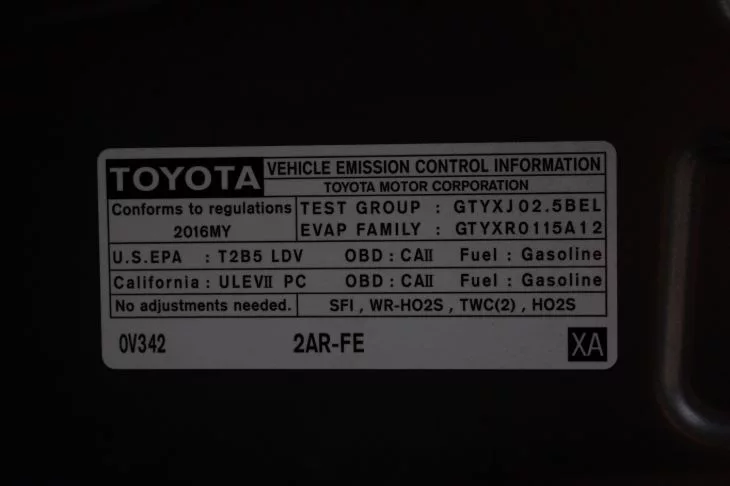 TOYOTA VEHICLE EMISSION CONTROL INFORMATION
TOYOTA MOTOR CORPORATION
Conforms to regulations TEST GROUP : GTYXJ02.5BEL
2016MY EVAP FAMILY : GTYXR0115A12
U.S.EPA : T2B5 LDV OBD : CAII Fuel : Gasoline
California : ULEVII PC OBD : CAII Fuel : Gasoline
No adjustments needed. SFI , WR-HO2S , TWC(2) , HO2S
0V342 2AR-FE XA